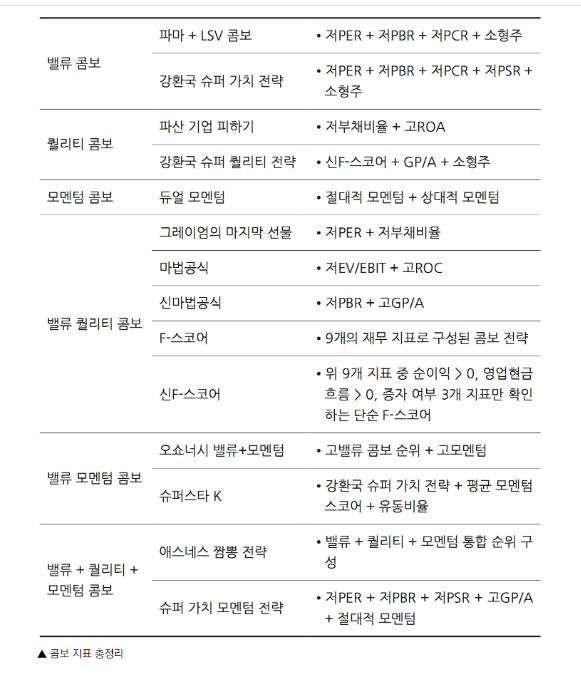 밸류 콤보
파마 + LSV 콤보
• 저PER + 저PBR + 저PCR + 소형주
강환국 슈퍼 가치 전략
• 저PER + 저PBR + 저PCR + 저PSR +
소형주
퀄리티 콤보
파산 기업 피하기
• 저부채비율 + 고ROA
강환국 슈퍼 퀄리티 전략
• 신F-스코어 + GP/A + 소형주
모멘텀 콤보
듀얼 모멘텀
• 절대적 모멘텀 + 상대적 모멘텀
밸류 퀄리티 콤보
그레이엄의 마지막 선물
• 저PER + 저부채비율
마법공식
• 저EV/EBIT + 고ROC
신마법공식
• 저PBR + 고GP/A
F-스코어
• 9개의 재무 지표로 구성된 콤보 전략
신F-스코어
• 위 9개 지표 중 순이익 > 0, 영업현금
흐름 > 0, 증자 여부 3개 지표만 확인
하는 단순 F-스코어
밸류 모멘텀 콤보
오쇼너시 밸류+모멘텀
• 고밸류 콤보 순위 + 고모멘텀
슈퍼스타 K
• 강환국 슈퍼 가치 전략 + 평균 모멘텀
스코어 + 유동비율
밸류 + 퀄리티 +
모멘텀 콤보
애스네스 짬뽕 전략
• 밸류 + 퀄리티 + 모멘텀 통합 순위 구
성
슈퍼 가치 모멘텀 전략
• 저PER + 저PBR + 저PSR + 고GP/A
+ 절대적 모멘텀
▲ 콤보 지표 총정리